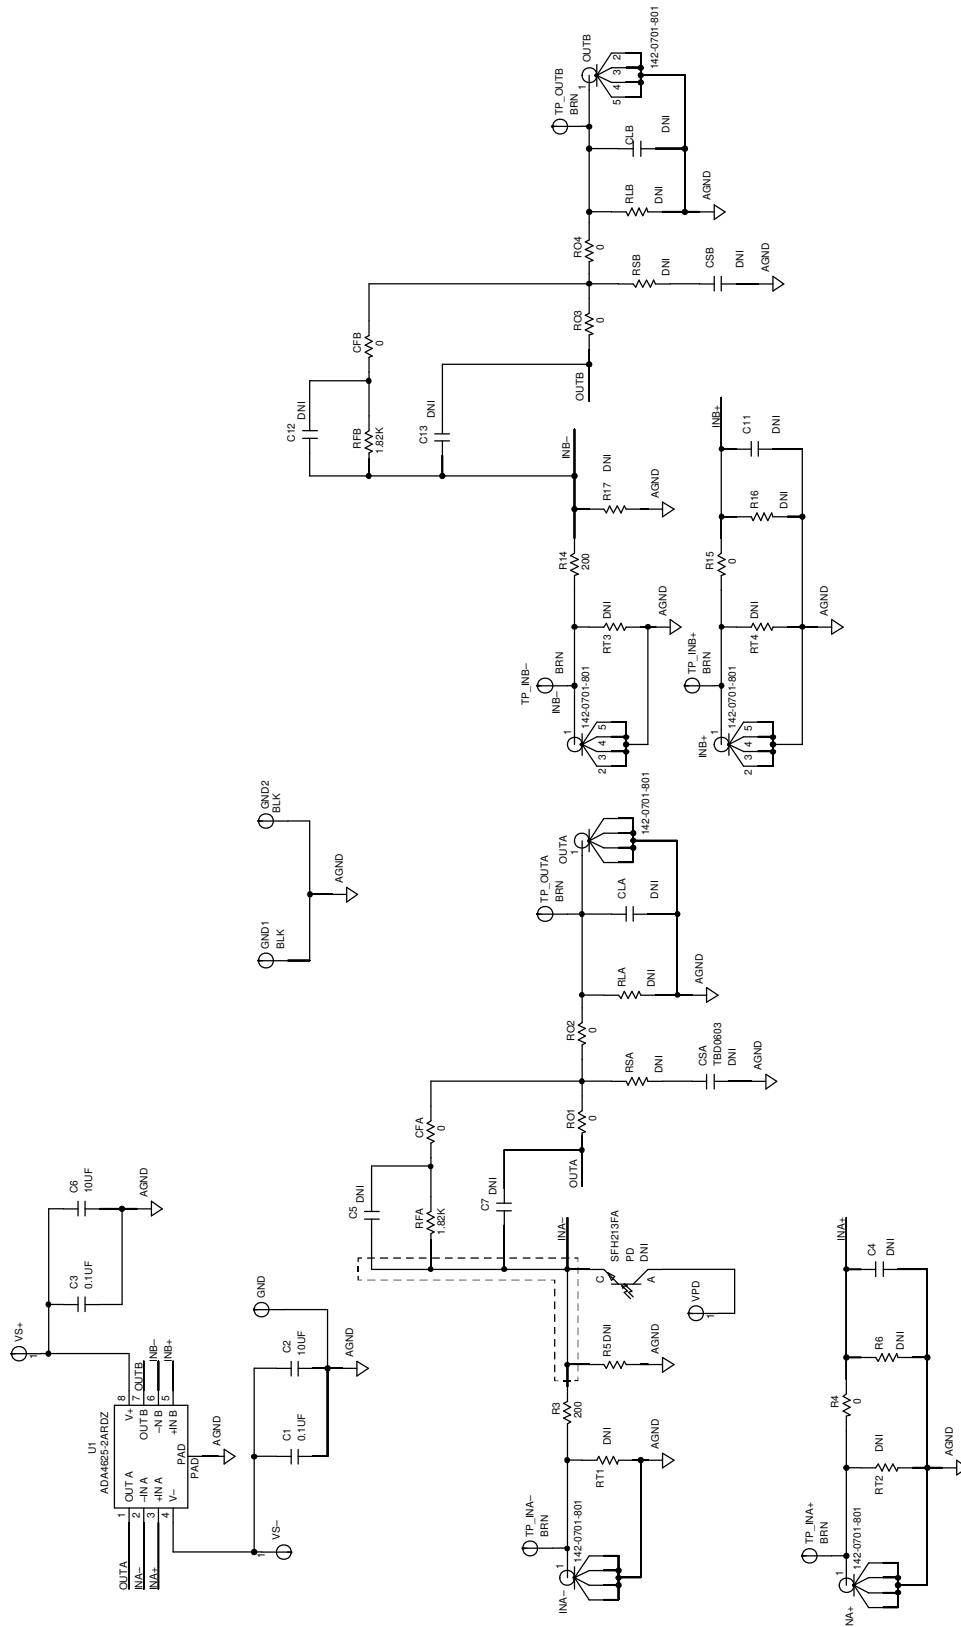 U1
ADA4625-2ARDZ
OUTA 1 OUT A V+ 8
INA− 2 −IN A OUT B 7 OUTB
INA+ 3 +IN A −IN B 6 INB−
4 V− +IN B 5 INB+
PAD
PAD
AGND
VS+
1
C3
0.1UF
C6
10UF
AGND
VS−
1
C1
0.1UF
C2
10UF
GND
AGND
GND1
BLK
GND2
BLK
AGND
C5 DNI
RFA
1.82K
CFA
0
C7 DNI
TP_INA−
BRN
INA−
1
142-0701-801
RT1
DNI
AGND
R3
200
R5 DNI
AGND
INA−
C
SFH213FA
PD
DNI
A
VPD
1
OUTA
RO1
0
RSA
DNI
CSA
TBD0603
DNI
AGND
RO2
0
RLA
DNI
AGND
CLA
DNI
TP_OUTA
BRN
OUTA
1
142-0701-801
TP_INA+
BRN
NA+
1
142-0701-801
RT2
DNI
AGND
R4
0
R6
DNI
C4
DNI
INA+
C12 DNI
RFB
1.82K
CFB
0
C13 DNI
TP_INB−
BRN
INB−
1
142-0701-801
2 3 4 5
RT3
DNI
AGND
R14
200
R17 DNI
AGND
INB−
OUTB
RO3
0
RSB
DNI
CSB
DNI
AGND
RO4
0
RLB
DNI
AGND
CLB
DNI
TP_OUTB
BRN
OUTB
1
5 4 3 2
142-0701-801
TP_INB+
BRN
INB+
1
142-0701-801
2 3 4 5
RT4
DNI
AGND
R15
0
R16
DNI
C11
DNI
INB+